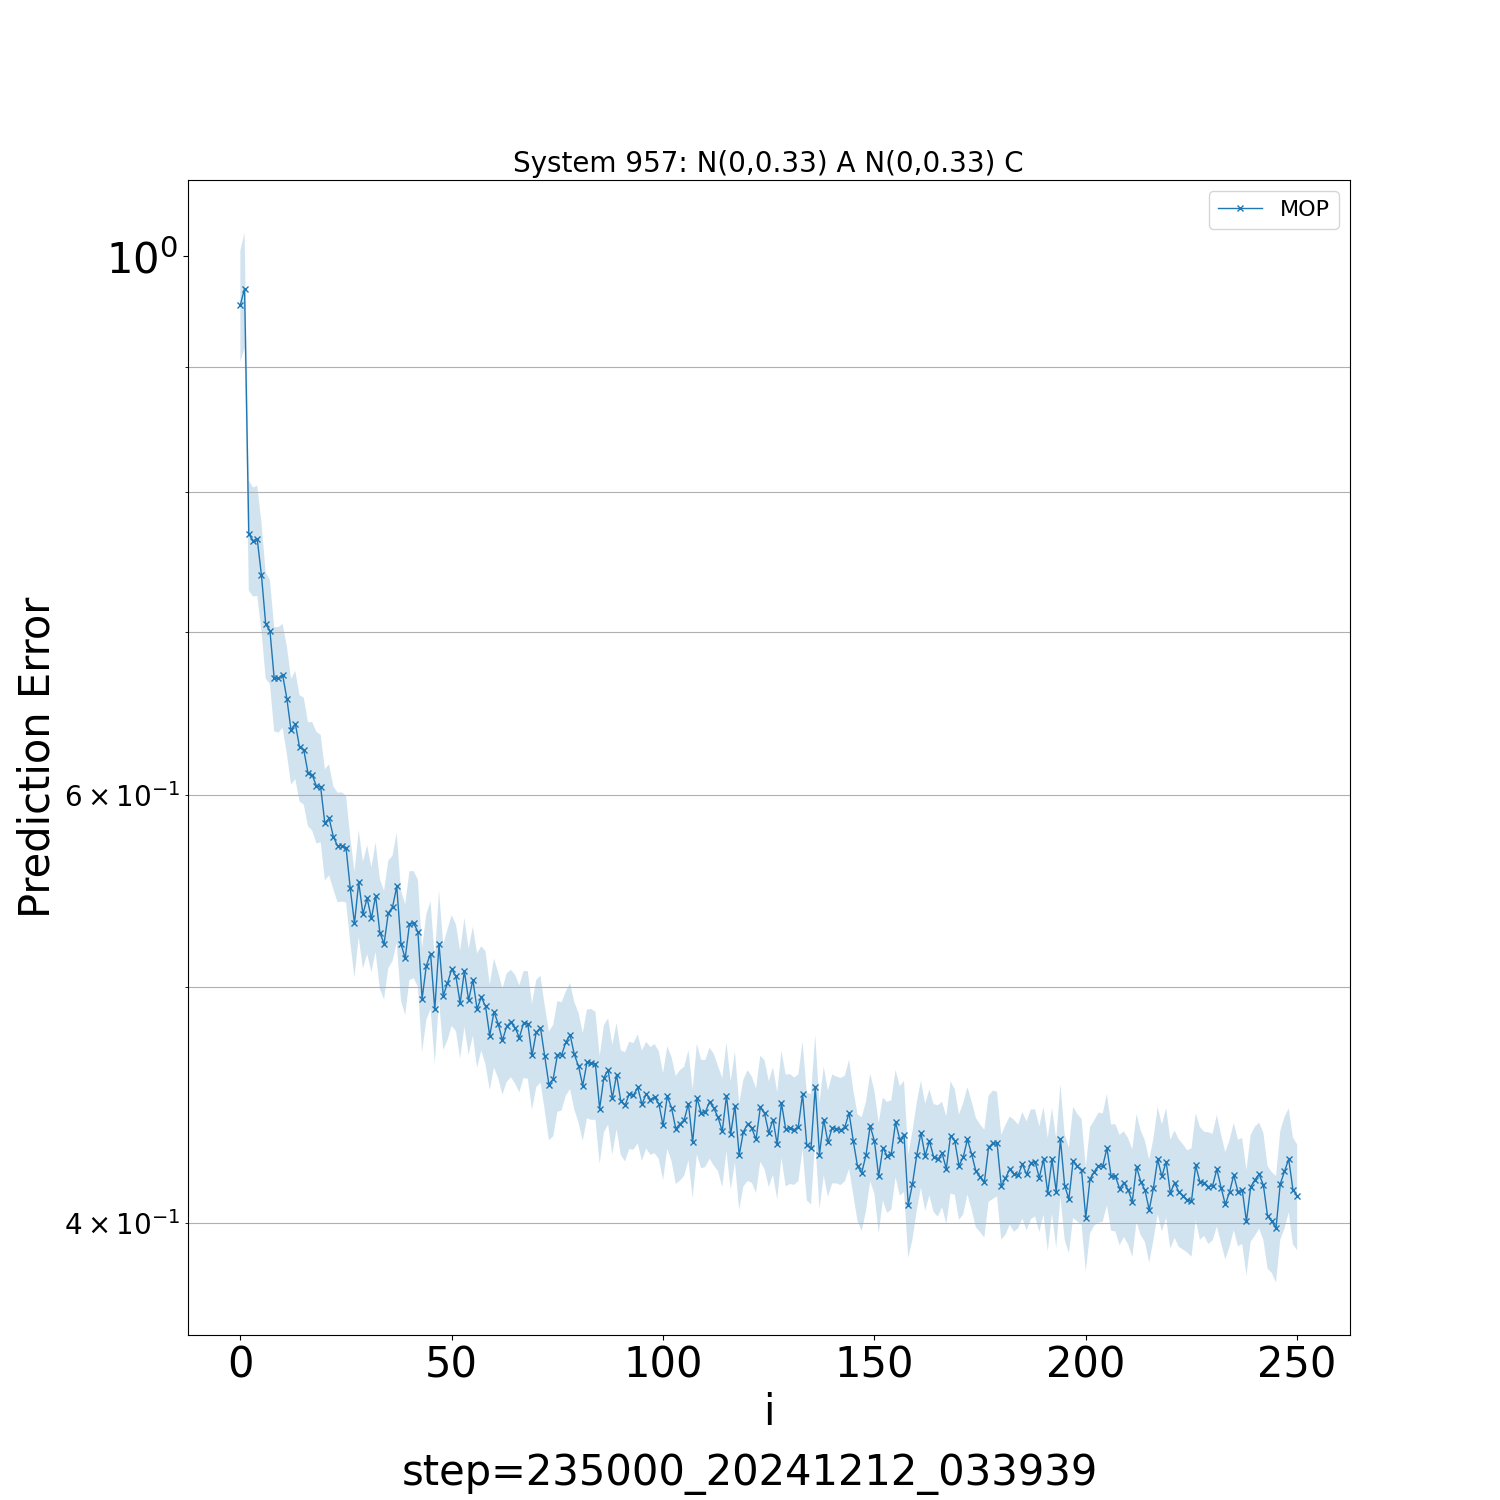 System 957: N(0,0.33) A N(0,0.33) C
MOP
10⁰
6 × 10⁻¹
4 × 10⁻¹
Prediction Error
0 50 100 150 200 250
i
step=235000_20241212_033939